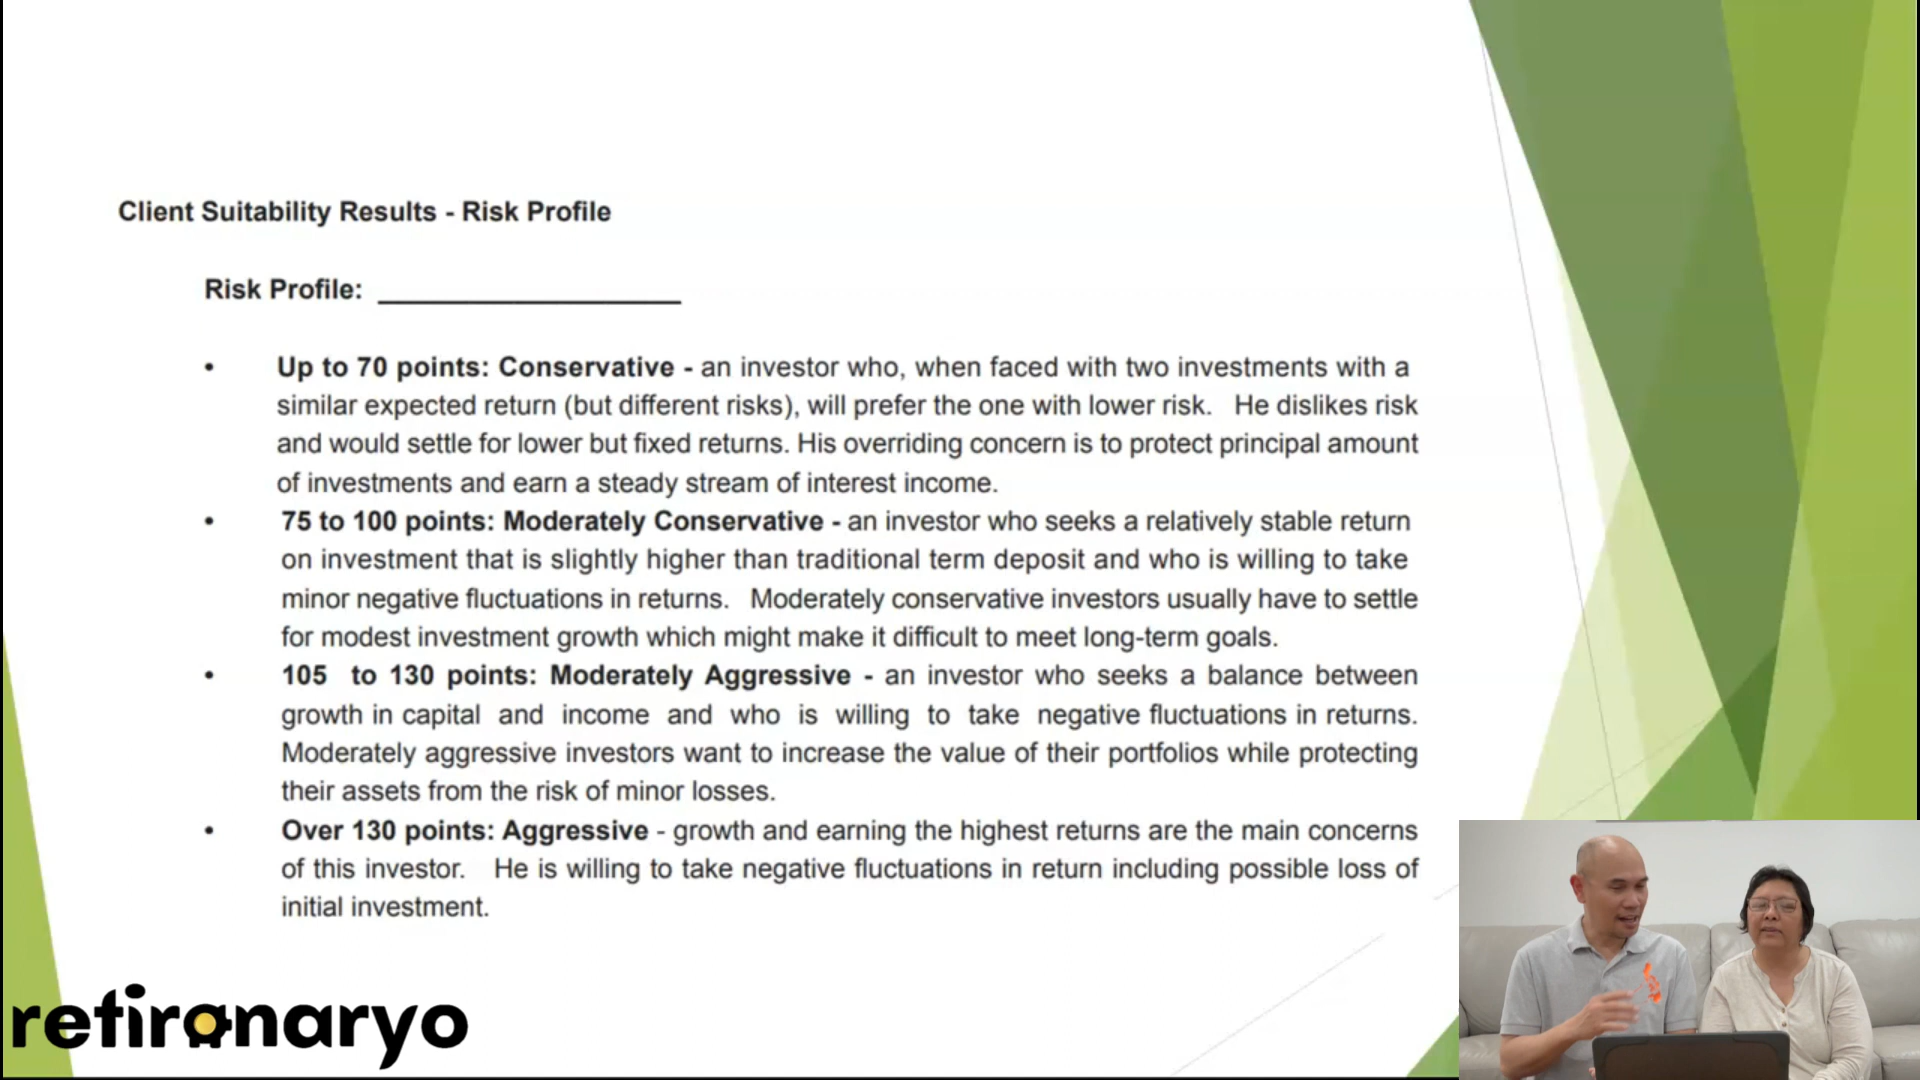 Client Suitability Results - Risk Profile
Risk Profile: ____________________
• Up to 70 points: Conservative - an investor who, when faced with two investments with a
similar expected return (but different risks), will prefer the one with lower risk. He dislikes risk
and would settle for lower but fixed returns. His overriding concern is to protect principal amount
of investments and earn a steady stream of interest income.
• 75 to 100 points: Moderately Conservative - an investor who seeks a relatively stable return
on investment that is slightly higher than traditional term deposit and who is willing to take
minor negative fluctuations in returns. Moderately conservative investors usually have to settle
for modest investment growth which might make it difficult to meet long-term goals.
• 105 to 130 points: Moderately Aggressive - an investor who seeks a balance between
growth in capital and income and who is willing to take negative fluctuations in returns.
Moderately aggressive investors want to increase the value of their portfolios while protecting
their assets from the risk of minor losses.
• Over 130 points: Aggressive - growth and earning the highest returns are the main concerns
of this investor. He is willing to take negative fluctuations in return including possible loss of
initial investment.
retiranaryo